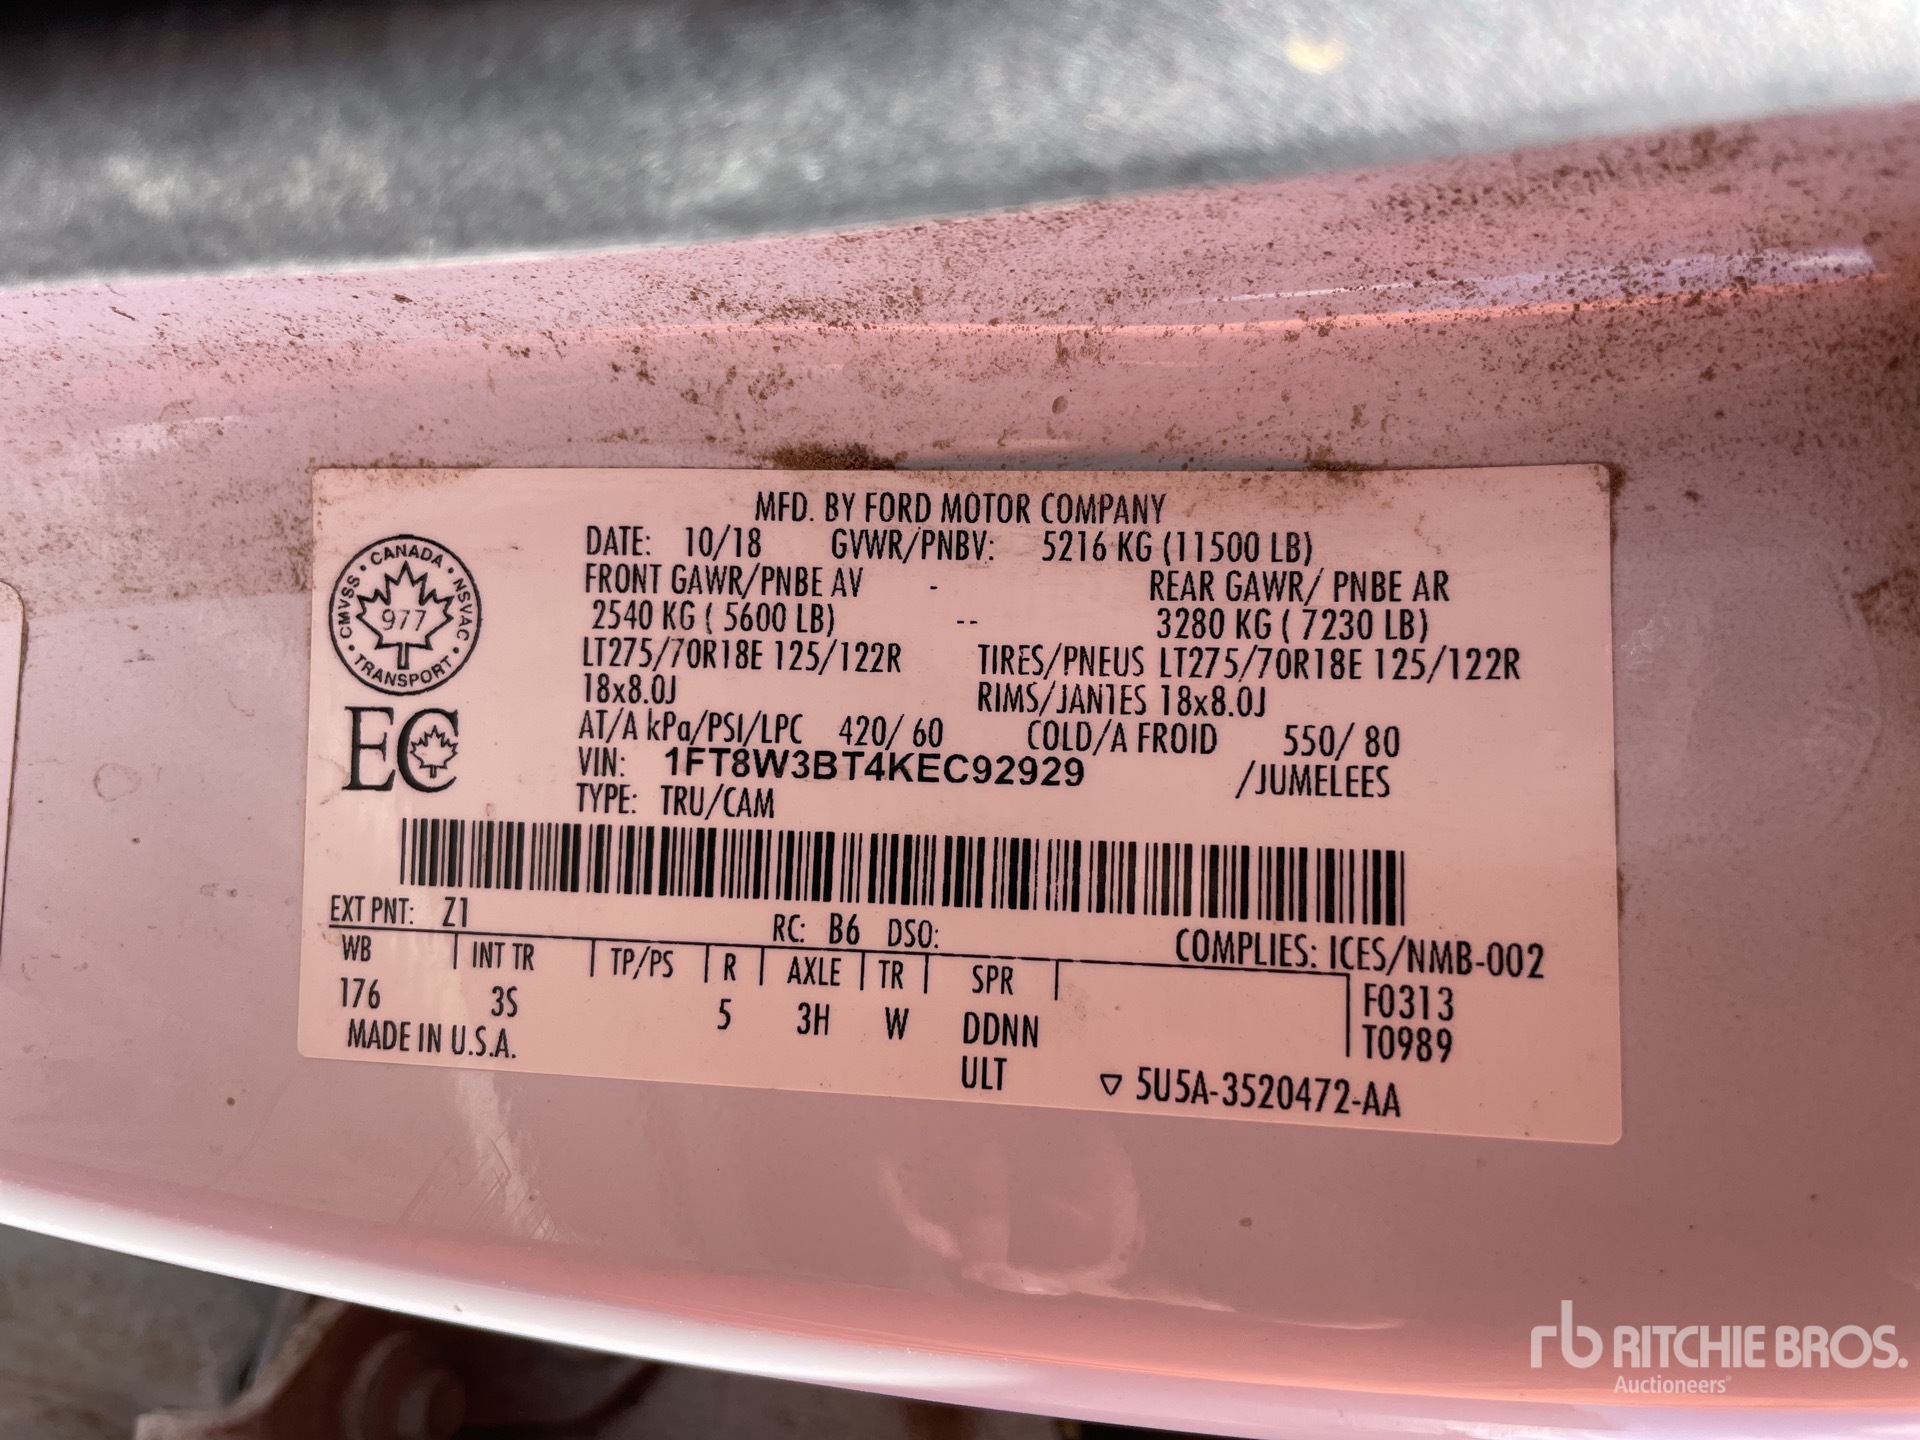 MFD. BY FORD MOTOR COMPANY
DATE: 10/18 GVWR/PNBV: 5216 KG (11500 LB)
FRONT GAWR/PNBE AV - REAR GAWR/ PNBE AR
2540 KG ( 5600 LB) -- 3280 KG ( 7230 LB)
LT275/70R18E 125/122R TIRES/PNEUS LT275/70R18E 125/122R
18x8.0J RIMS/JANTES 18x8.0J
AT/A kPa/PSI/LPC 420/ 60 COLD/A FROID 550/ 80
VIN: 1FT8W3BT4KEC92929 /JUMELEES
TYPE: TRU/CAM
CMVSS • CANADA • NSVAC • TRANSPORT •
977
EC
EXT PNT: Z1 RC: B6 DSO: COMPLIES: ICES/NMB-002
WB | INT TR | TP/PS | R | AXLE | TR | SPR |
176 3S 5 3H W DDNN F0313
MADE IN U.S.A. ULT T0989
▽ 5U5A-3520472-AA
rb RITCHIE BROS.
Auctioneers